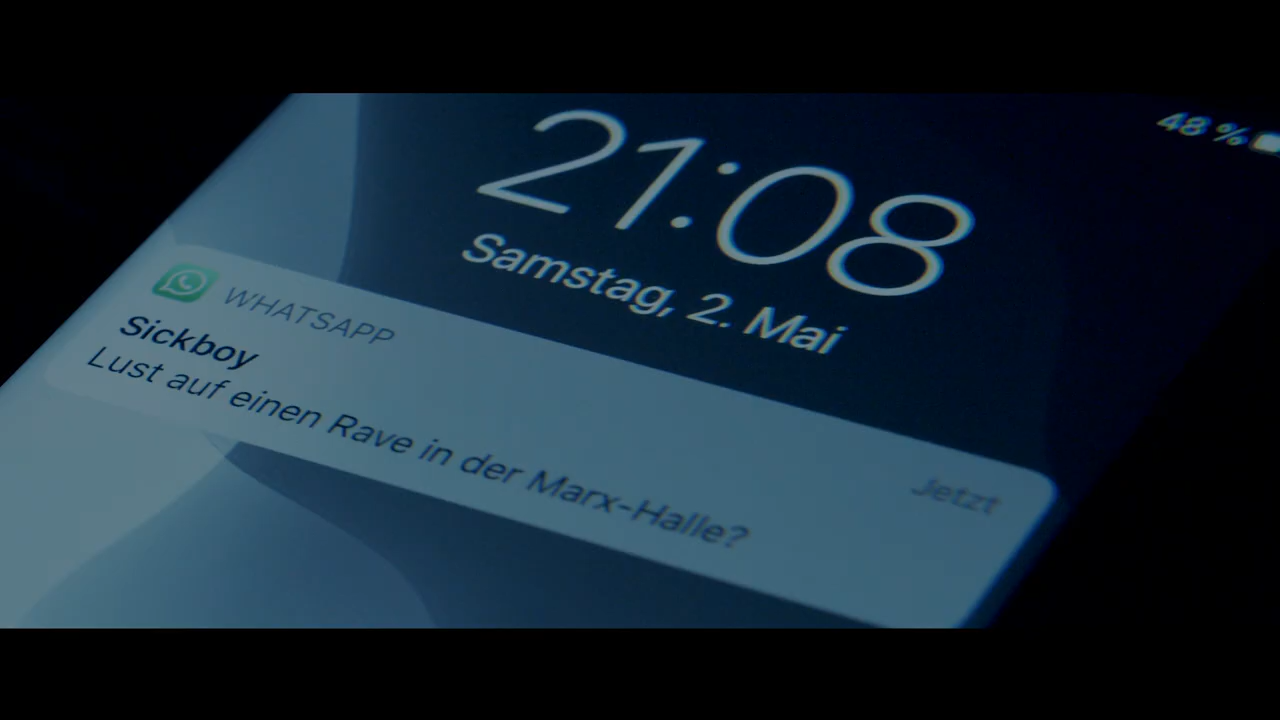 48 %
21:08
Samstag, 2. Mai
WHATSAPP
Jetzt
Sickboy
Lust auf einen Rave in der Marx-Halle?